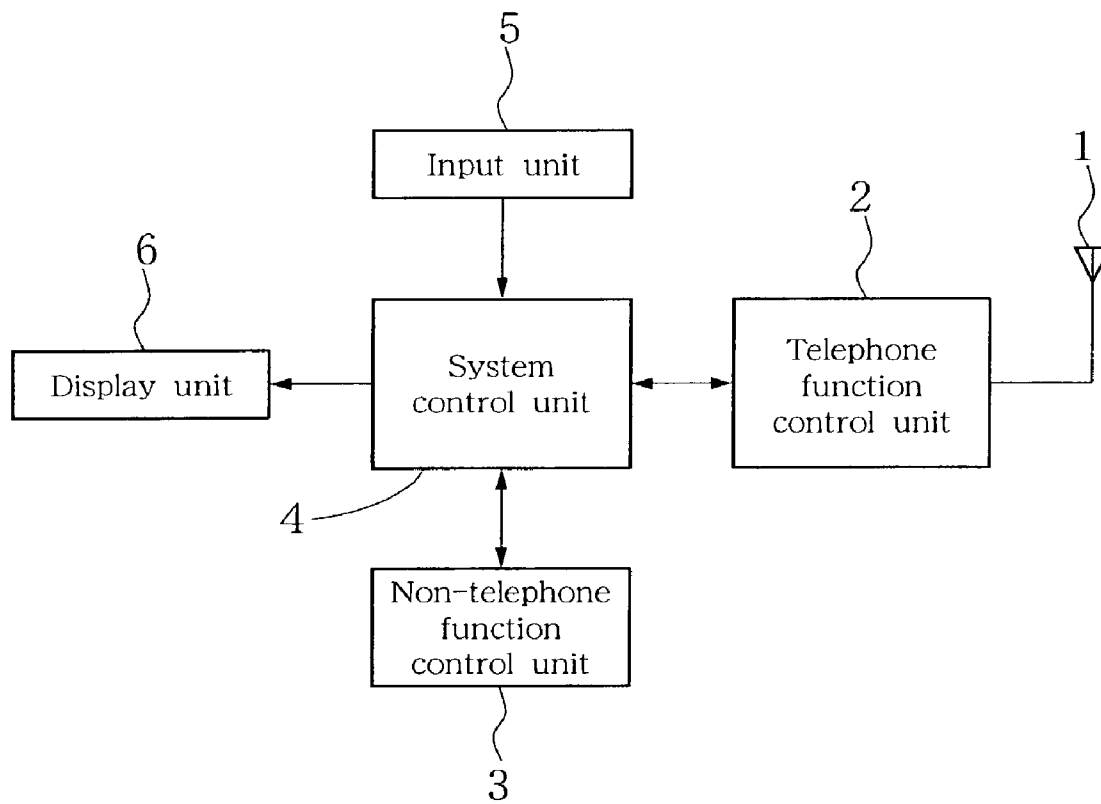 5
Input unit
1
2
6
System
control unit
Telephone
function
control unit
Display unit
4
Non-telephone
function
control unit
3